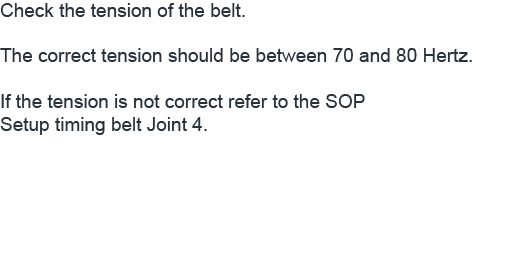 Check the tension of the belt.
The correct tension should be between 70 and 80 Hertz.
If the tension is not correct refer to the SOP
Setup timing belt Joint 4.